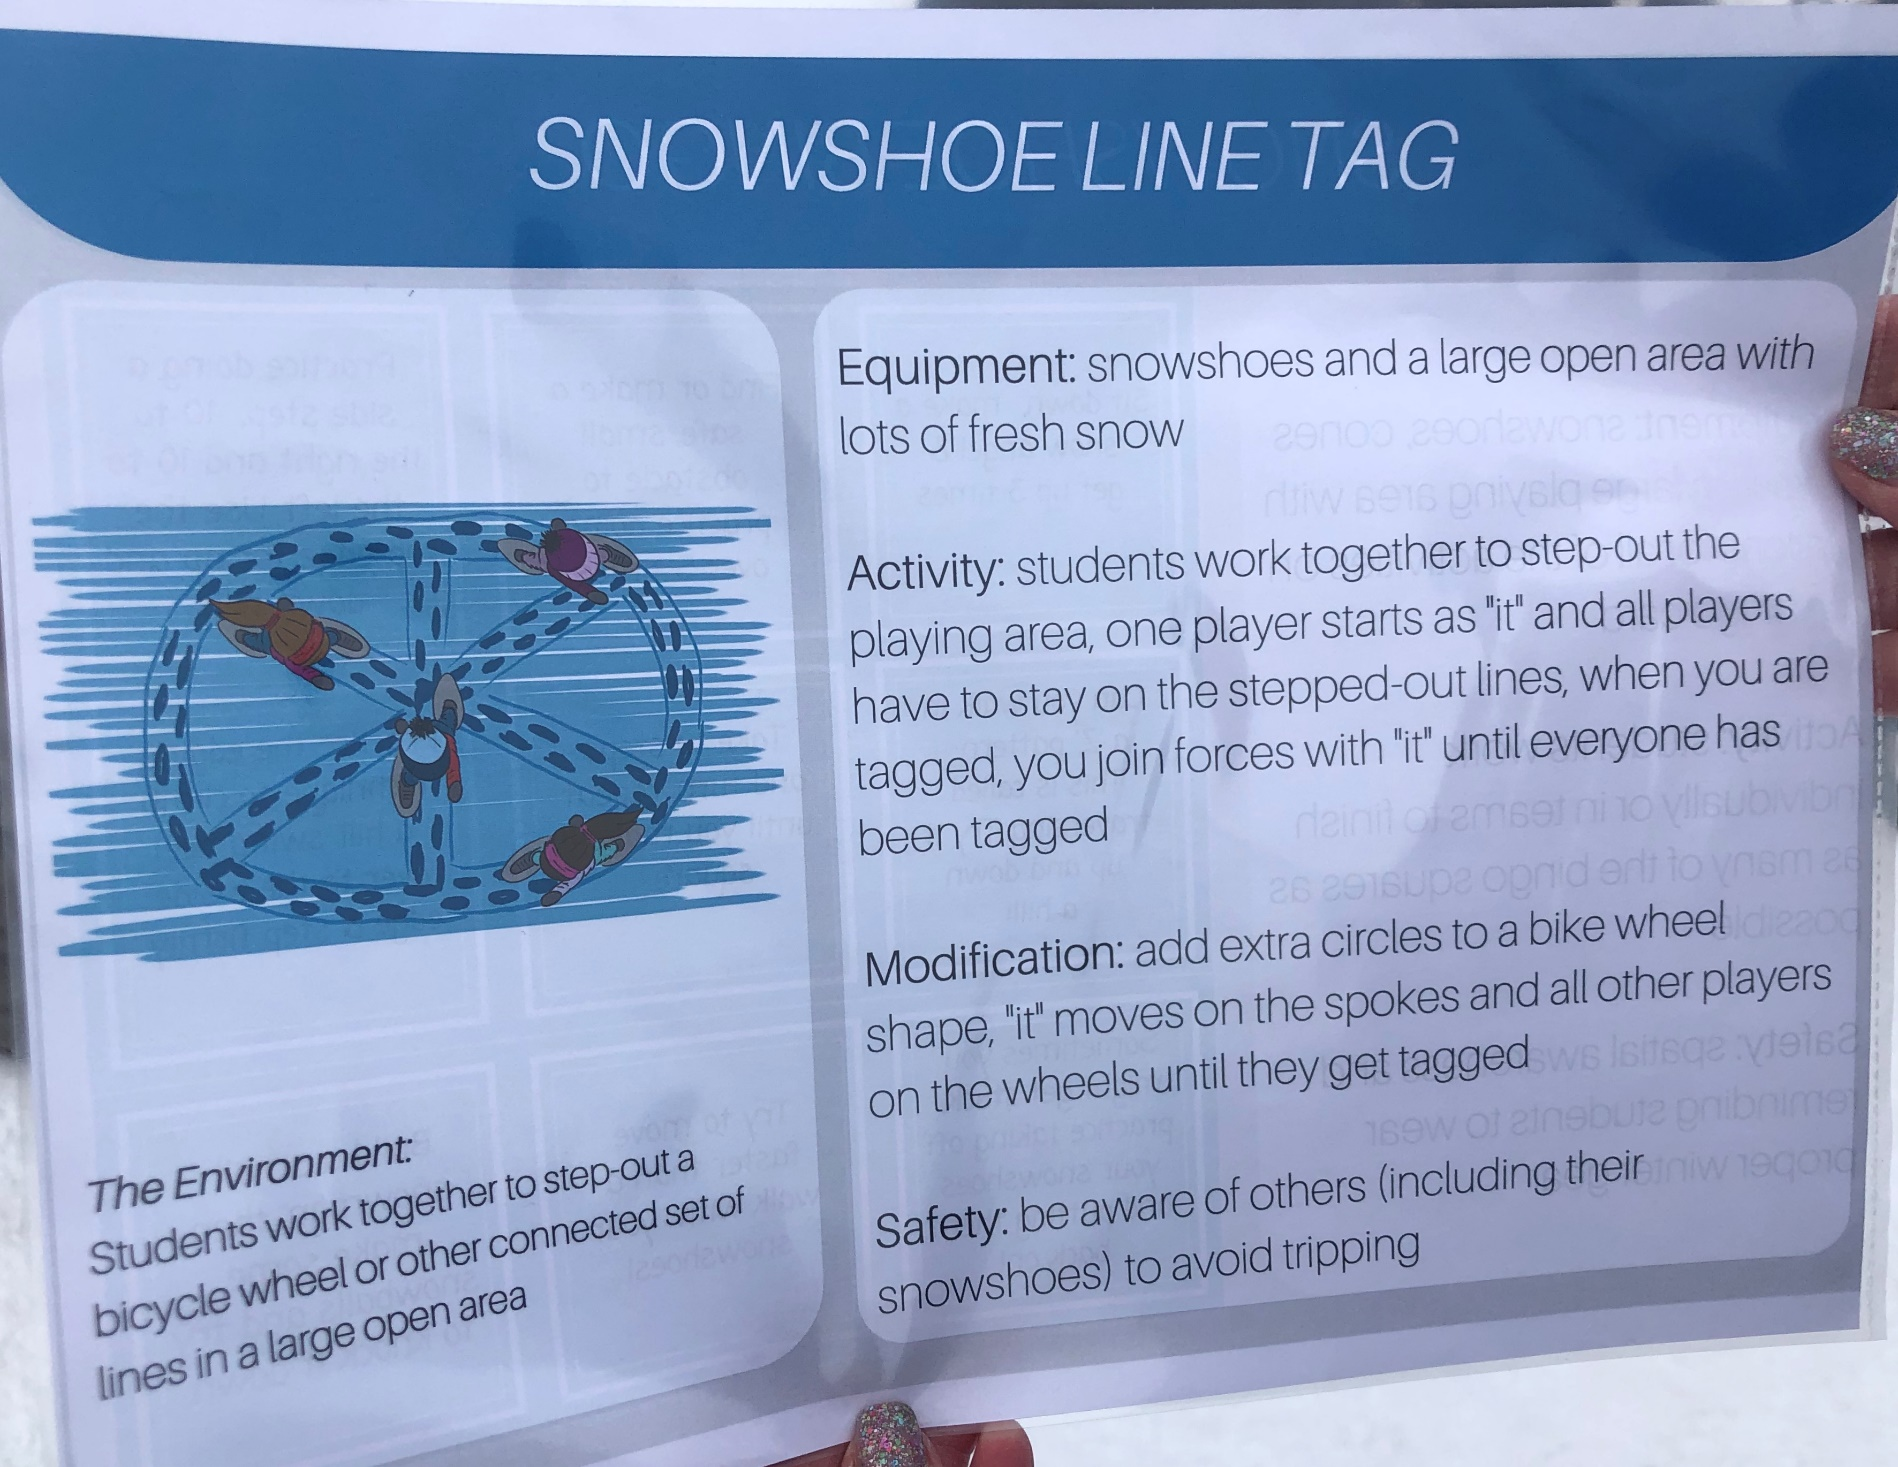 SNOWSHOE LINE TAG
The Environment:
Students work together to step-out a
bicycle wheel or other connected set of
lines in a large open area
Equipment: snowshoes and a large open area with
lots of fresh snow
Activity: students work together to step-out the
playing area, one player starts as "it" and all players
have to stay on the stepped-out lines, when you are
tagged, you join forces with "it" until everyone has
been tagged
Modification: add extra circles to a bike wheel
shape, "it" moves on the spokes and all other players
on the wheels until they get tagged
Safety: be aware of others (including their
snowshoes) to avoid tripping